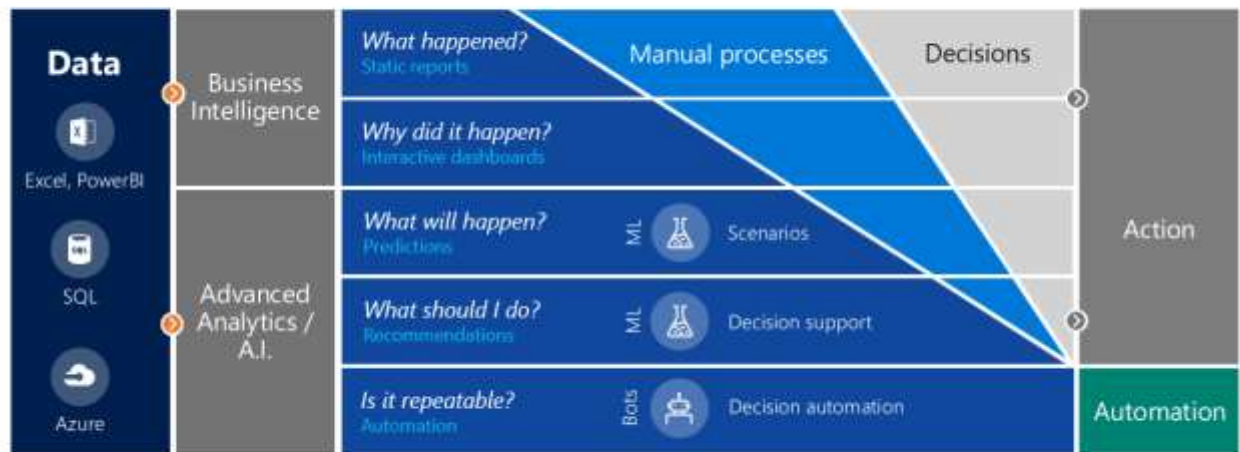 Data
Excel, PowerBI
SQL
Azure
Business
Intelligence
Advanced
Analytics /
A.I.
What happened?
Static reports
Manual processes
Decisions
Why did it happen?
Interactive dashboards
What will happen?
Predictions
ML
Scenarios
What should I do?
Recommendations
ML
Decision support
Is it repeatable?
Automation
Bots
Decision automation
Action
Automation